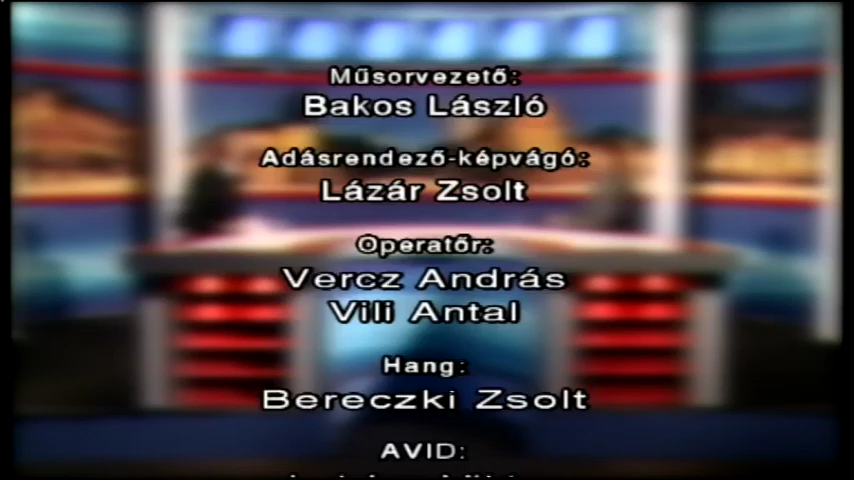 Műsorvezető:
Bakos László
Adásrendező-képvágó:
Lázár Zsolt
Operatőr:
Vercz András
Vili Antal
Hang:
Bereczki Zsolt
AVID: